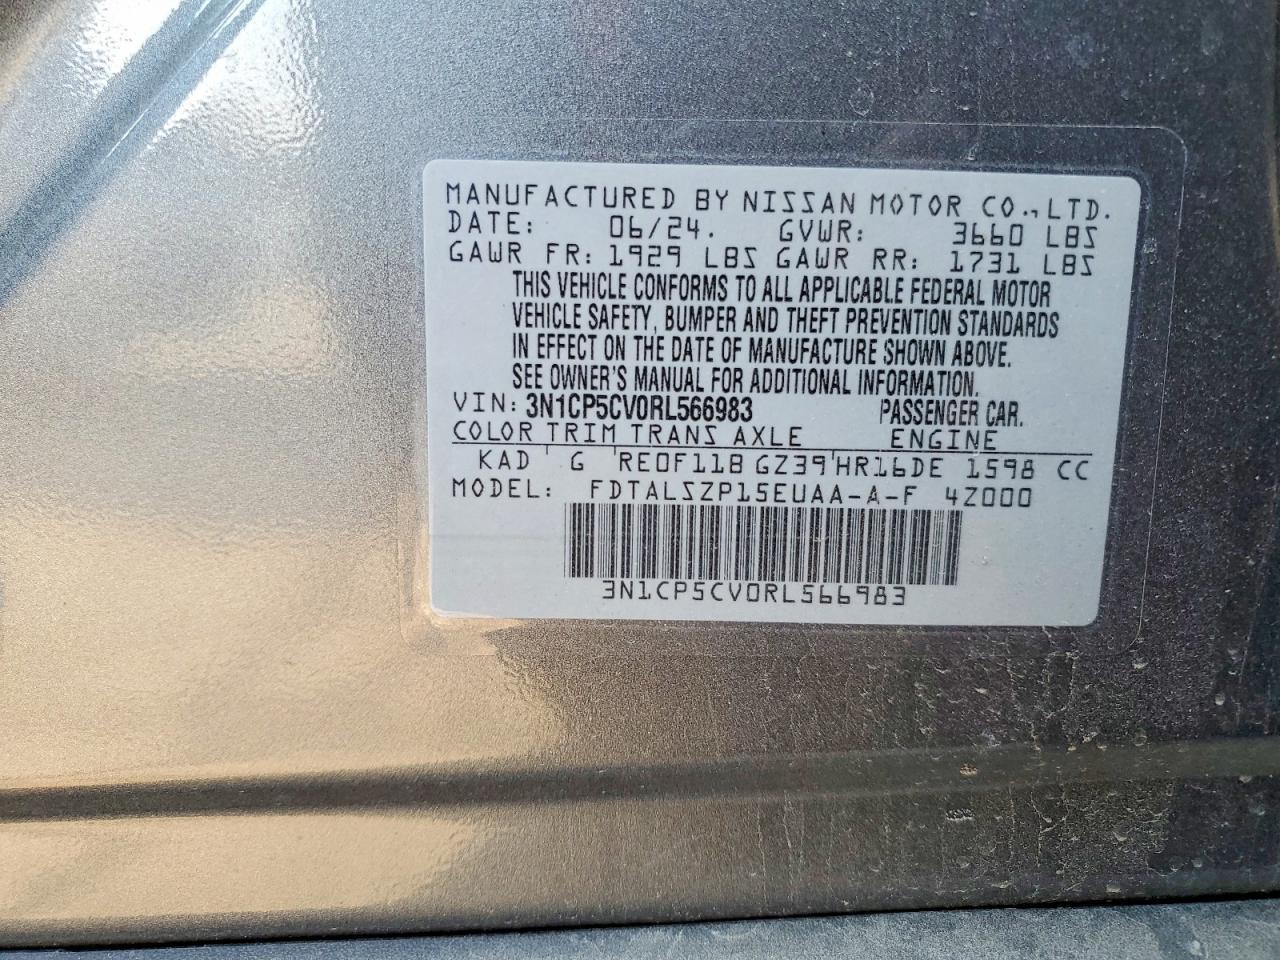 MANUFACTURED BY NISSAN MOTOR CO., LTD.
DATE: 06/24. GVWR: 3660 LBS
GAWR FR: 1929 LBS GAWR RR: 1731 LBS
THIS VEHICLE CONFORMS TO ALL APPLICABLE FEDERAL MOTOR
VEHICLE SAFETY, BUMPER AND THEFT PREVENTION STANDARDS
IN EFFECT ON THE DATE OF MANUFACTURE SHOWN ABOVE.
SEE OWNER'S MANUAL FOR ADDITIONAL INFORMATION.
VIN: 3N1CP5CV0RL566983 PASSENGER CAR.
COLOR TRIM TRANS AXLE ENGINE
KAD G RE0F11B GZ39 HR16DE 1598 CC
MODEL: FDTALSZP15EUAA-A-F 4Z000
3N1CP5CV0RL566983